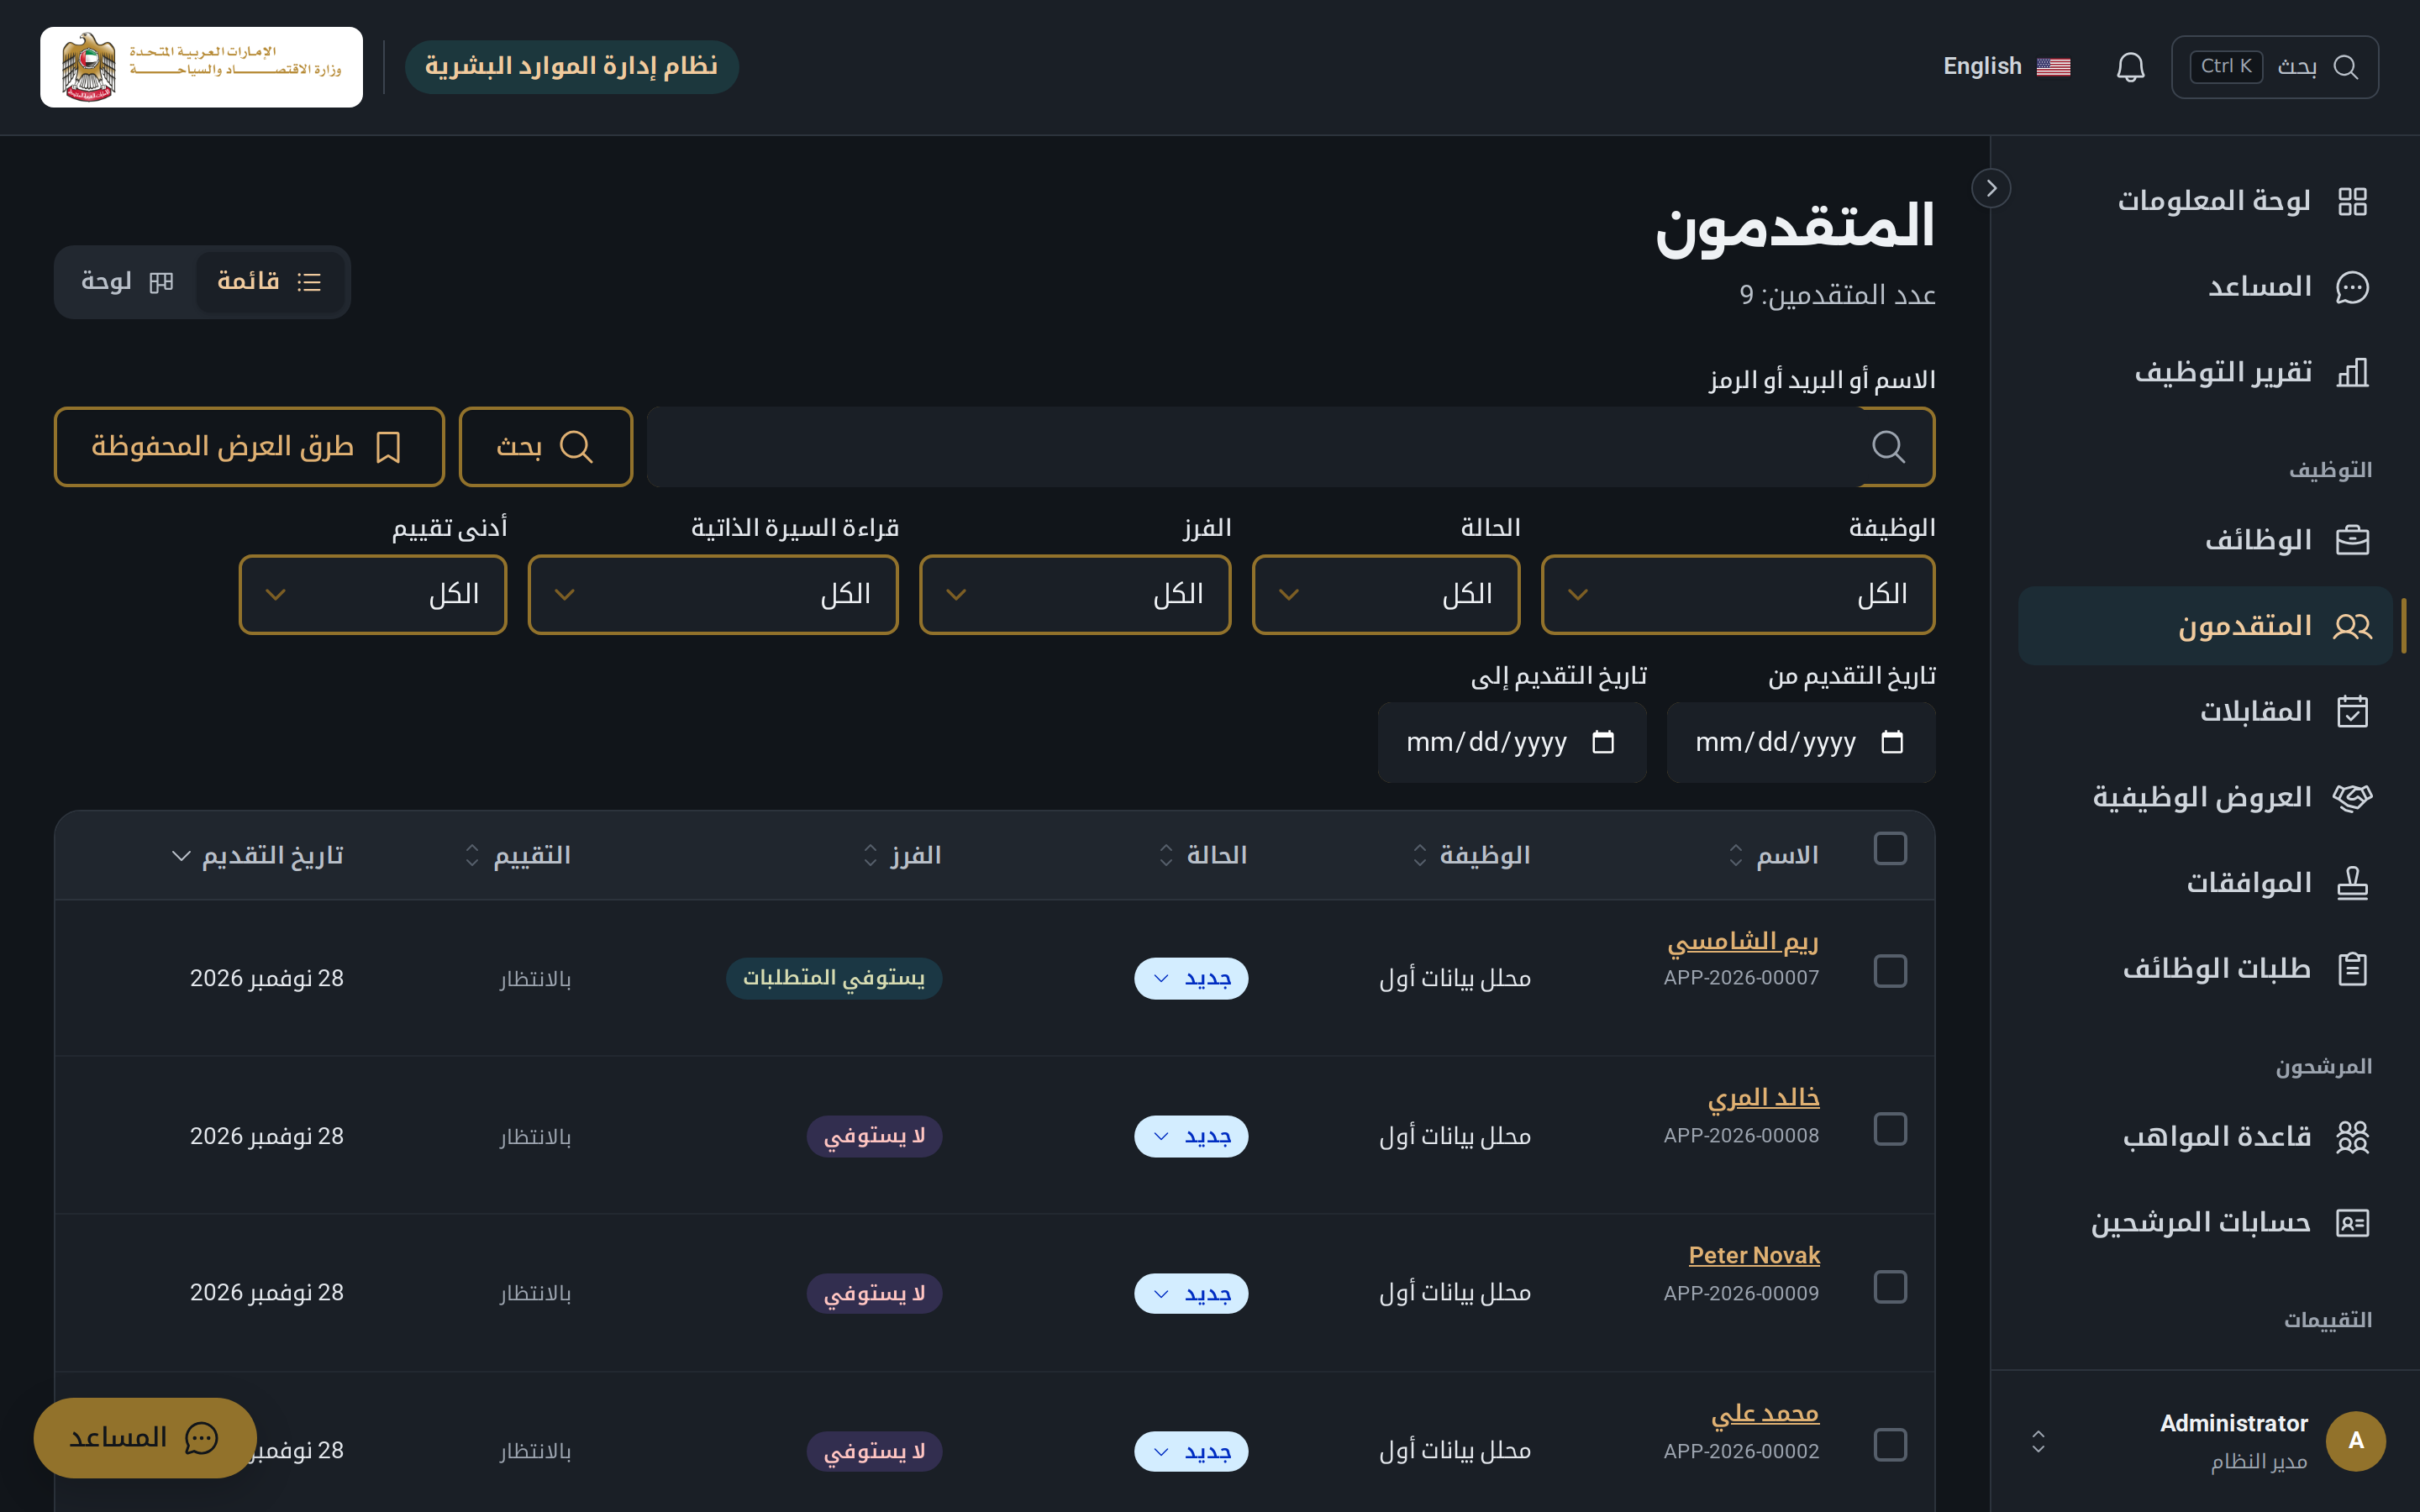 الإمارات العربية المتحدة
وزارة الاقتصاد والسياحة
نظام إدارة الموارد البشرية
English
Ctrl K
بحث
لوحة المعلومات
المساعد
تقرير التوظيف
التوظيف
الوظائف
المتقدمون
المقابلات
العروض الوظيفية
الموافقات
طلبات الوظائف
المرشحون
قاعدة المواهب
حسابات المرشحين
التقييمات
A
Administrator
مدير النظام
المتقدمون
عدد المتقدمين: 9
قائمة
لوحة
الاسم أو البريد أو الرمز
بحث
طرق العرض المحفوظة
الوظيفة
الحالة
الفرز
قراءة السيرة الذاتية
أدنى تقييم
الكل
الكل
الكل
الكل
الكل
تاريخ التقديم من
تاريخ التقديم إلى
mm/dd/yyyy
mm/dd/yyyy
الاسم
الوظيفة
الحالة
الفرز
التقييم
تاريخ التقديم
ريم الشامسي
APP-2026-00007
محلل بيانات أول
جديد
يستوفي المتطلبات
بالانتظار
28 نوفمبر 2026
خالد المري
APP-2026-00008
محلل بيانات أول
جديد
لا يستوفي
بالانتظار
28 نوفمبر 2026
Peter Novak
APP-2026-00009
محلل بيانات أول
جديد
لا يستوفي
بالانتظار
28 نوفمبر 2026
محمد علي
APP-2026-00002
محلل بيانات أول
جديد
لا يستوفي
بالانتظار
28 نوفمبر
المساعد